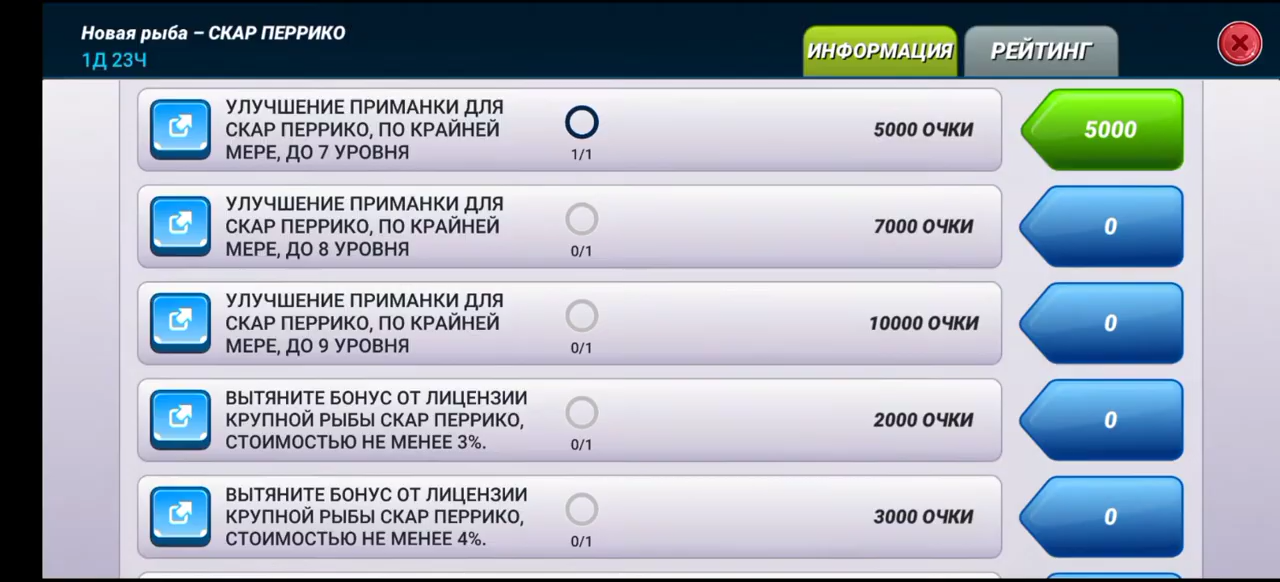 Новая рыба – СКАР ПЕРРИКО
1Д 23Ч
ИНФОРМАЦИЯ
РЕЙТИНГ
УЛУЧШЕНИЕ ПРИМАНКИ ДЛЯ
СКАР ПЕРРИКО, ПО КРАЙНЕЙ
МЕРЕ, ДО 7 УРОВНЯ
1/1
5000 ОЧКИ
5000
УЛУЧШЕНИЕ ПРИМАНКИ ДЛЯ
СКАР ПЕРРИКО, ПО КРАЙНЕЙ
МЕРЕ, ДО 8 УРОВНЯ
0/1
7000 ОЧКИ
0
УЛУЧШЕНИЕ ПРИМАНКИ ДЛЯ
СКАР ПЕРРИКО, ПО КРАЙНЕЙ
МЕРЕ, ДО 9 УРОВНЯ
0/1
10000 ОЧКИ
0
ВЫТЯНИТЕ БОНУС ОТ ЛИЦЕНЗИИ
КРУПНОЙ РЫБЫ СКАР ПЕРРИКО,
СТОИМОСТЬЮ НЕ МЕНЕЕ 3%.
0/1
2000 ОЧКИ
0
ВЫТЯНИТЕ БОНУС ОТ ЛИЦЕНЗИИ
КРУПНОЙ РЫБЫ СКАР ПЕРРИКО,
СТОИМОСТЬЮ НЕ МЕНЕЕ 4%.
0/1
3000 ОЧКИ
0